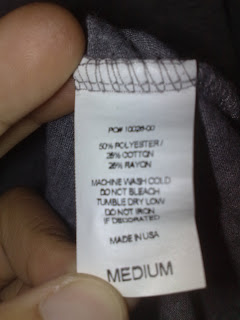 PO# 10026-00
50% POLYESTER /
25% COTTON
25% RAYON
MACHINE WASH COLD
DO NOT BLEACH
TUMBLE DRY LOW
DO NOT IRON
IF DECORATED
MADE IN USA
MEDIUM